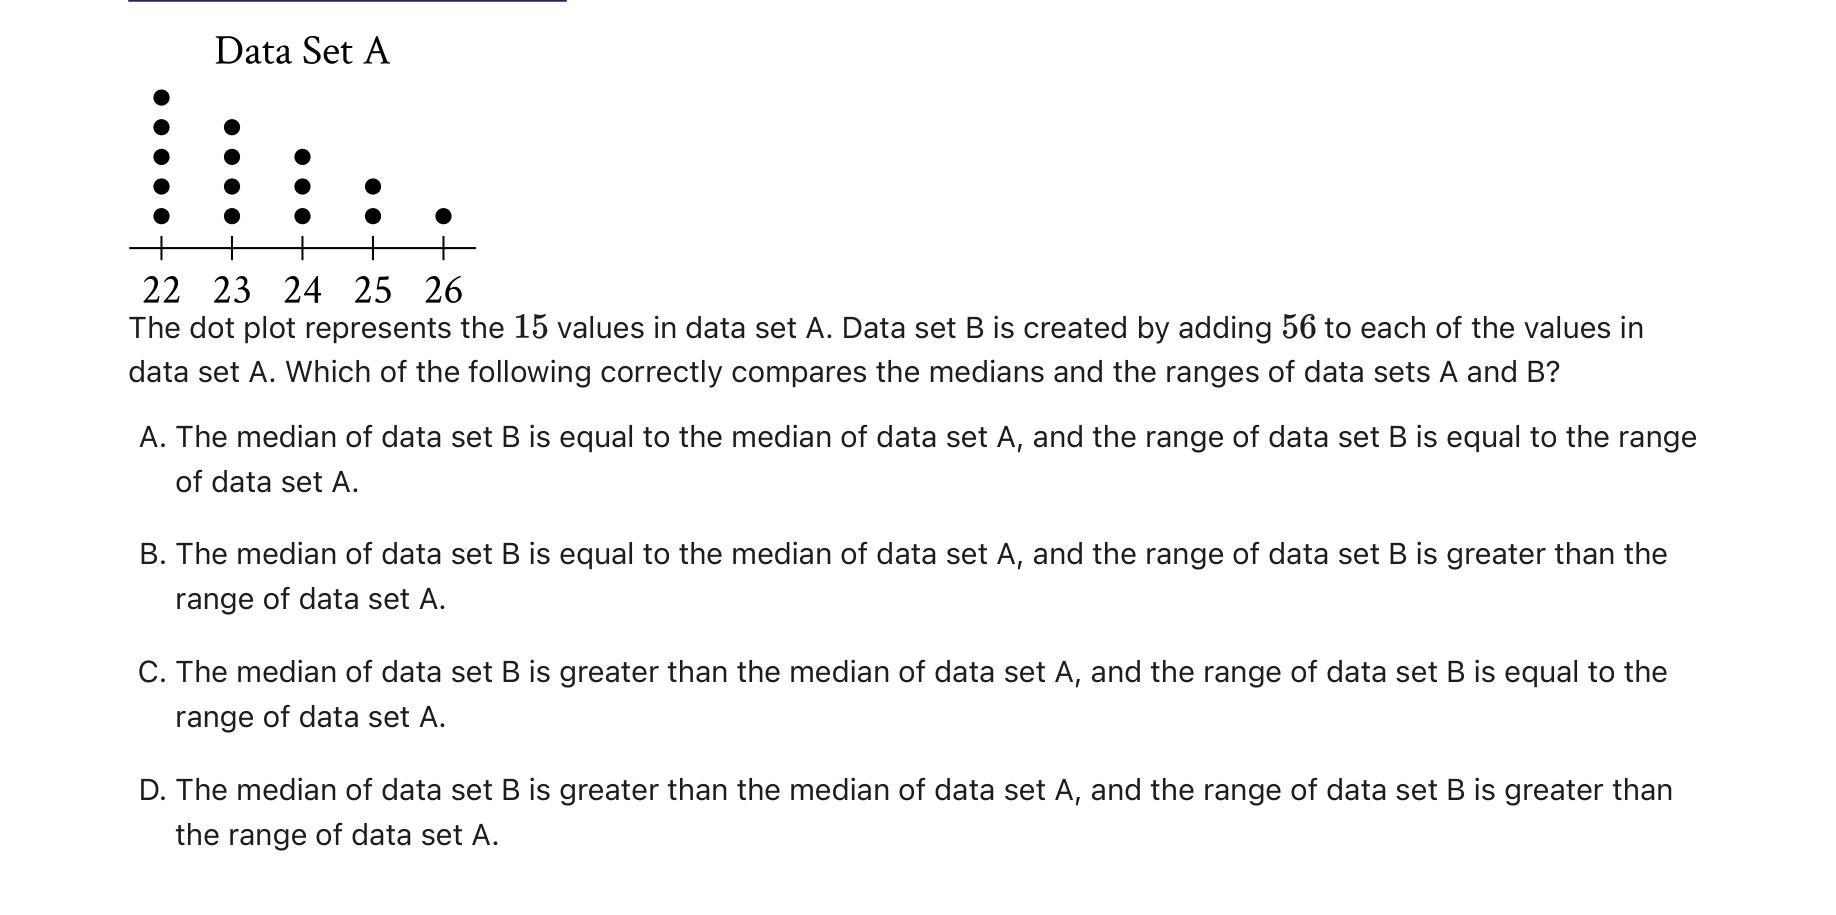 Data Set A
22 23 24 25 26
The dot plot represents the 15 values in data set A. Data set B is created by adding 56 to each of the values in
data set A. Which of the following correctly compares the medians and the ranges of data sets A and B?
A. The median of data set B is equal to the median of data set A, and the range of data set B is equal to the range
of data set A.
B. The median of data set B is equal to the median of data set A, and the range of data set B is greater than the
range of data set A.
C. The median of data set B is greater than the median of data set A, and the range of data set B is equal to the
range of data set A.
D. The median of data set B is greater than the median of data set A, and the range of data set B is greater than
the range of data set A.